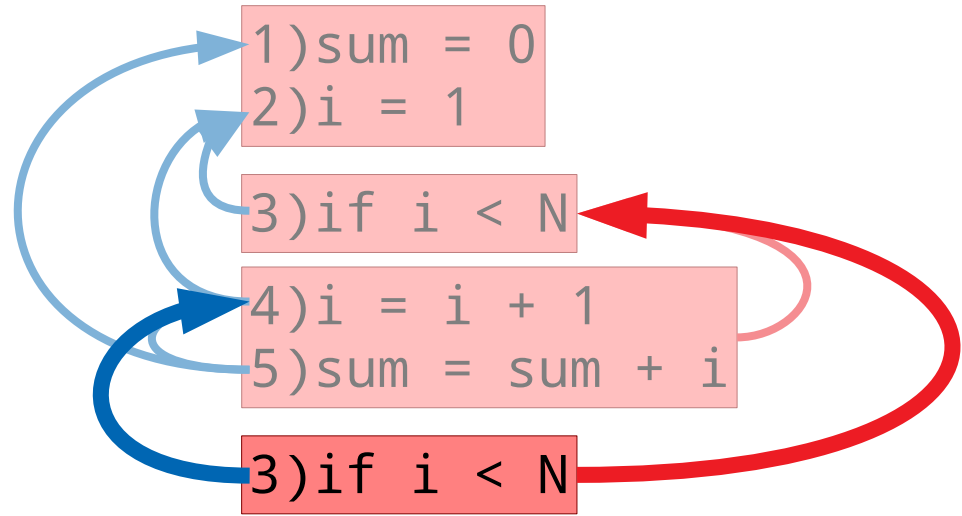 1)sum = 0
2)i = 1
3)if i < N
4)i = i + 1
5)sum = sum + i
3)if i < N